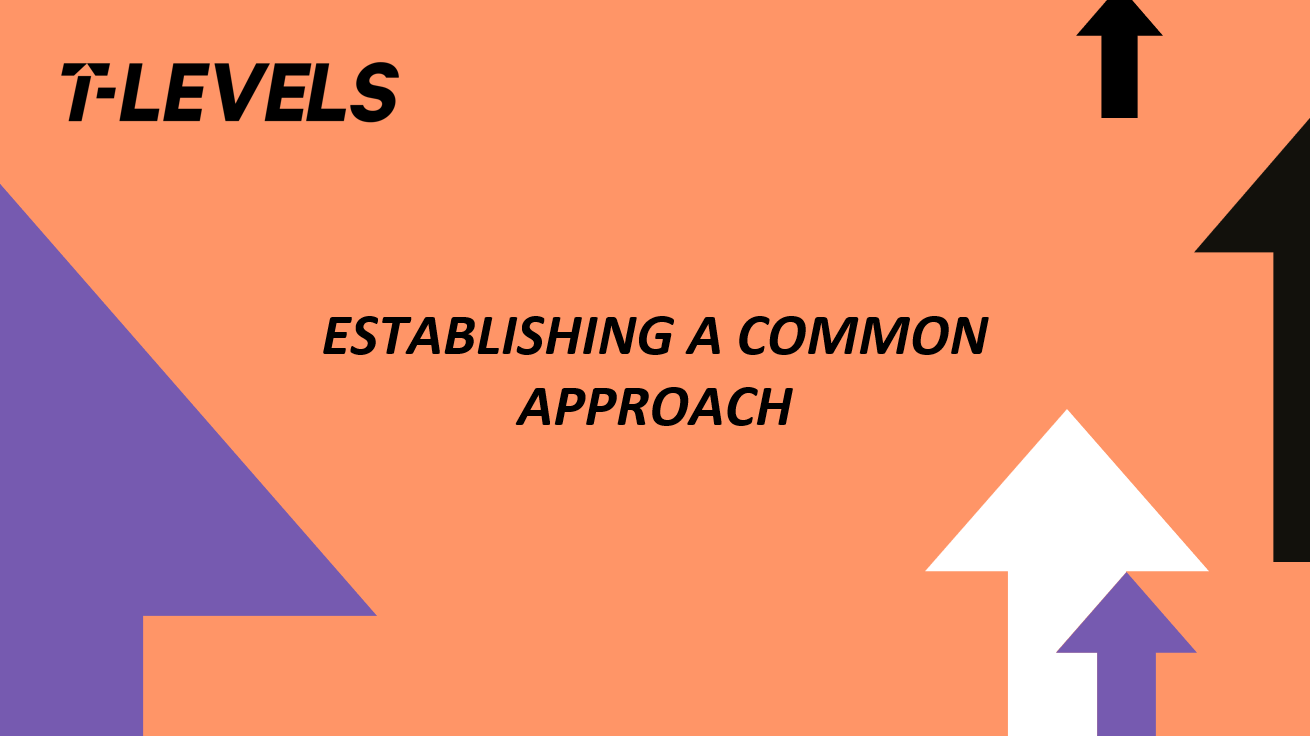 T-LEVELS
ESTABLISHING A COMMON
APPROACH